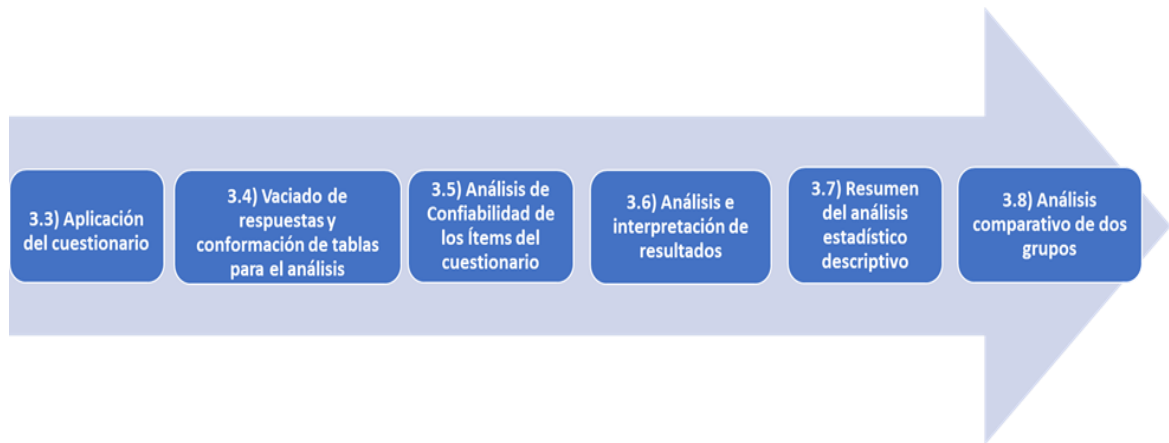 3.3) Aplicación
del cuestionario
3.4) Vaciado de
respuestas y
conformación de tablas
para el análisis
3.5) Análisis de
Confiabilidad de
los Ítems del
cuestionario
3.6) Análisis e
interpretación de
resultados
3.7) Resumen
del análisis
estadístico
descriptivo
3.8) Análisis
comparativo de dos
grupos